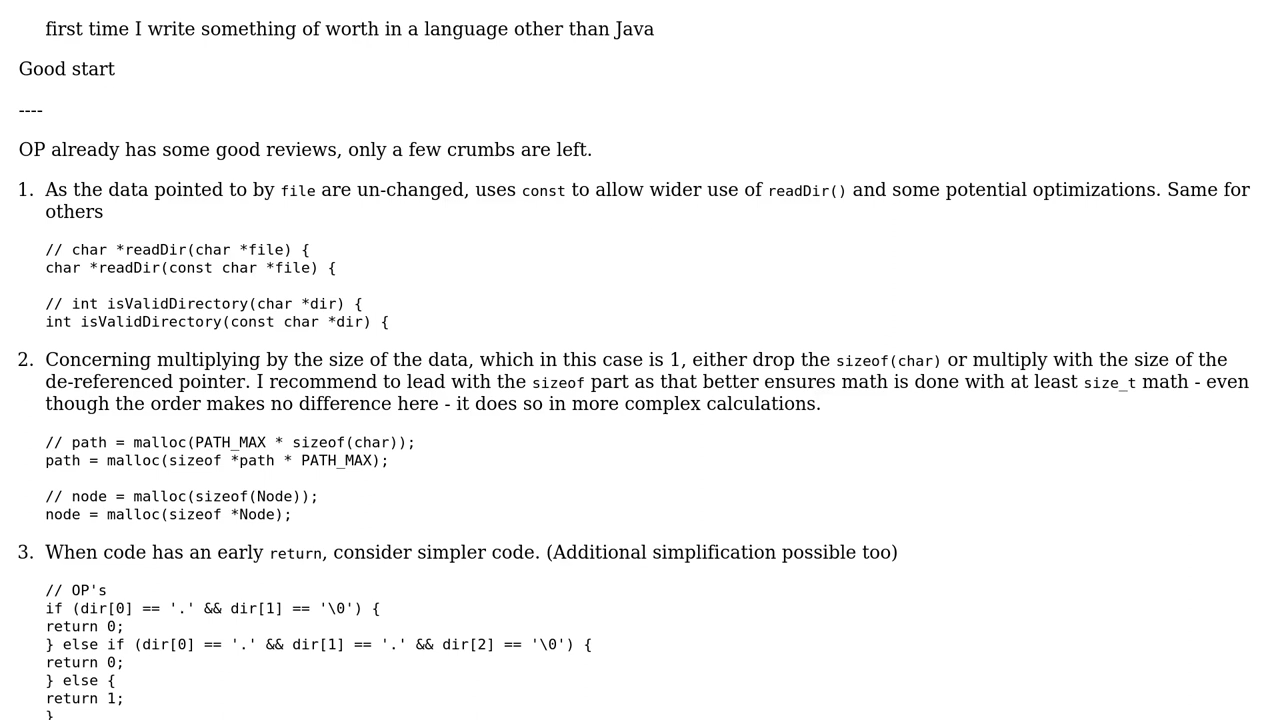 first time I write something of worth in a language other than Java
Good start
----
OP already has some good reviews, only a few crumbs are left.
1. As the data pointed to by file are un-changed, uses const to allow wider use of readDir() and some potential optimizations. Same for
others
// char *readDir(char *file) {
char *readDir(const char *file) {
// int isValidDirectory(char *dir) {
int isValidDirectory(const char *dir) {
2. Concerning multiplying by the size of the data, which in this case is 1, either drop the sizeof(char) or multiply with the size of the
de-referenced pointer. I recommend to lead with the sizeof part as that better ensures math is done with at least size_t math - even
though the order makes no difference here - it does so in more complex calculations.
// path = malloc(PATH_MAX * sizeof(char));
path = malloc(sizeof *path * PATH_MAX);
// node = malloc(sizeof(Node));
node = malloc(sizeof *Node);
3. When code has an early return, consider simpler code. (Additional simplification possible too)
// OP's
if (dir[0] == '.' && dir[1] == '\0') {
return 0;
} else if (dir[0] == '.' && dir[1] == '.' && dir[2] == '\0') {
return 0;
} else {
return 1;
}